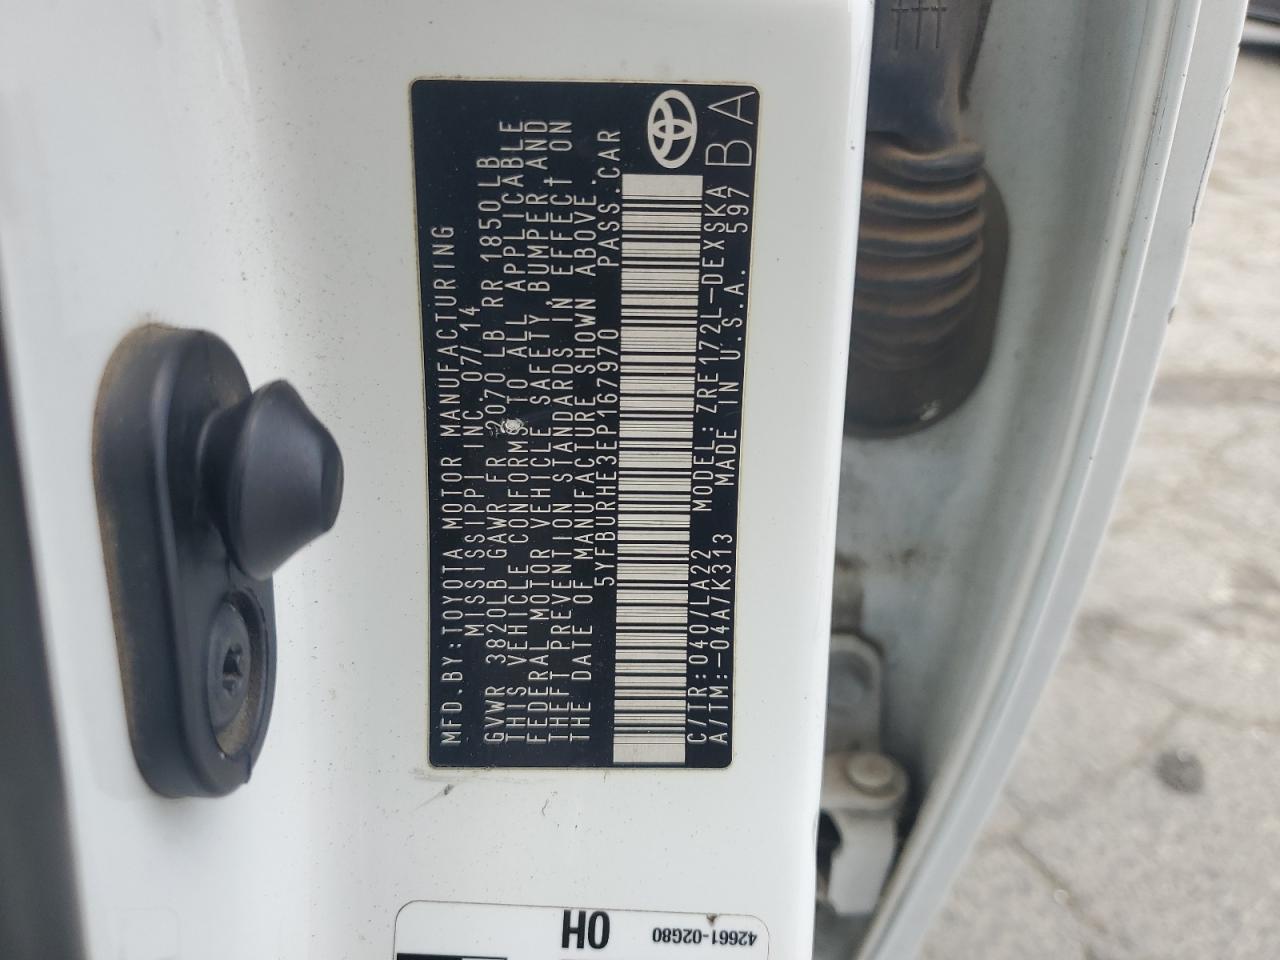 MFD.BY:TOYOTA MOTOR MANUFACTURING
MISSISSIPPI INC. 07/14
GVWR 3820LB GAWR FR 2070LB RR 1850LB
THIS VEHICLE CONFORMS TO ALL APPLICABLE
FEDERAL MOTOR VEHICLE SAFETY,BUMPER,AND
THEFT PREVENTION STANDARDS IN EFFECT ON
THE DATE OF MANUFACTURE SHOWN ABOVE.
5YFBURHE3EP167970 PASS.CAR
C/TR:040/LA22 MODEL:ZRE172L-DEXSKA
A/TM:-04A/K313 MADE IN U.S.A. 597
BA
0H
42661-02G80